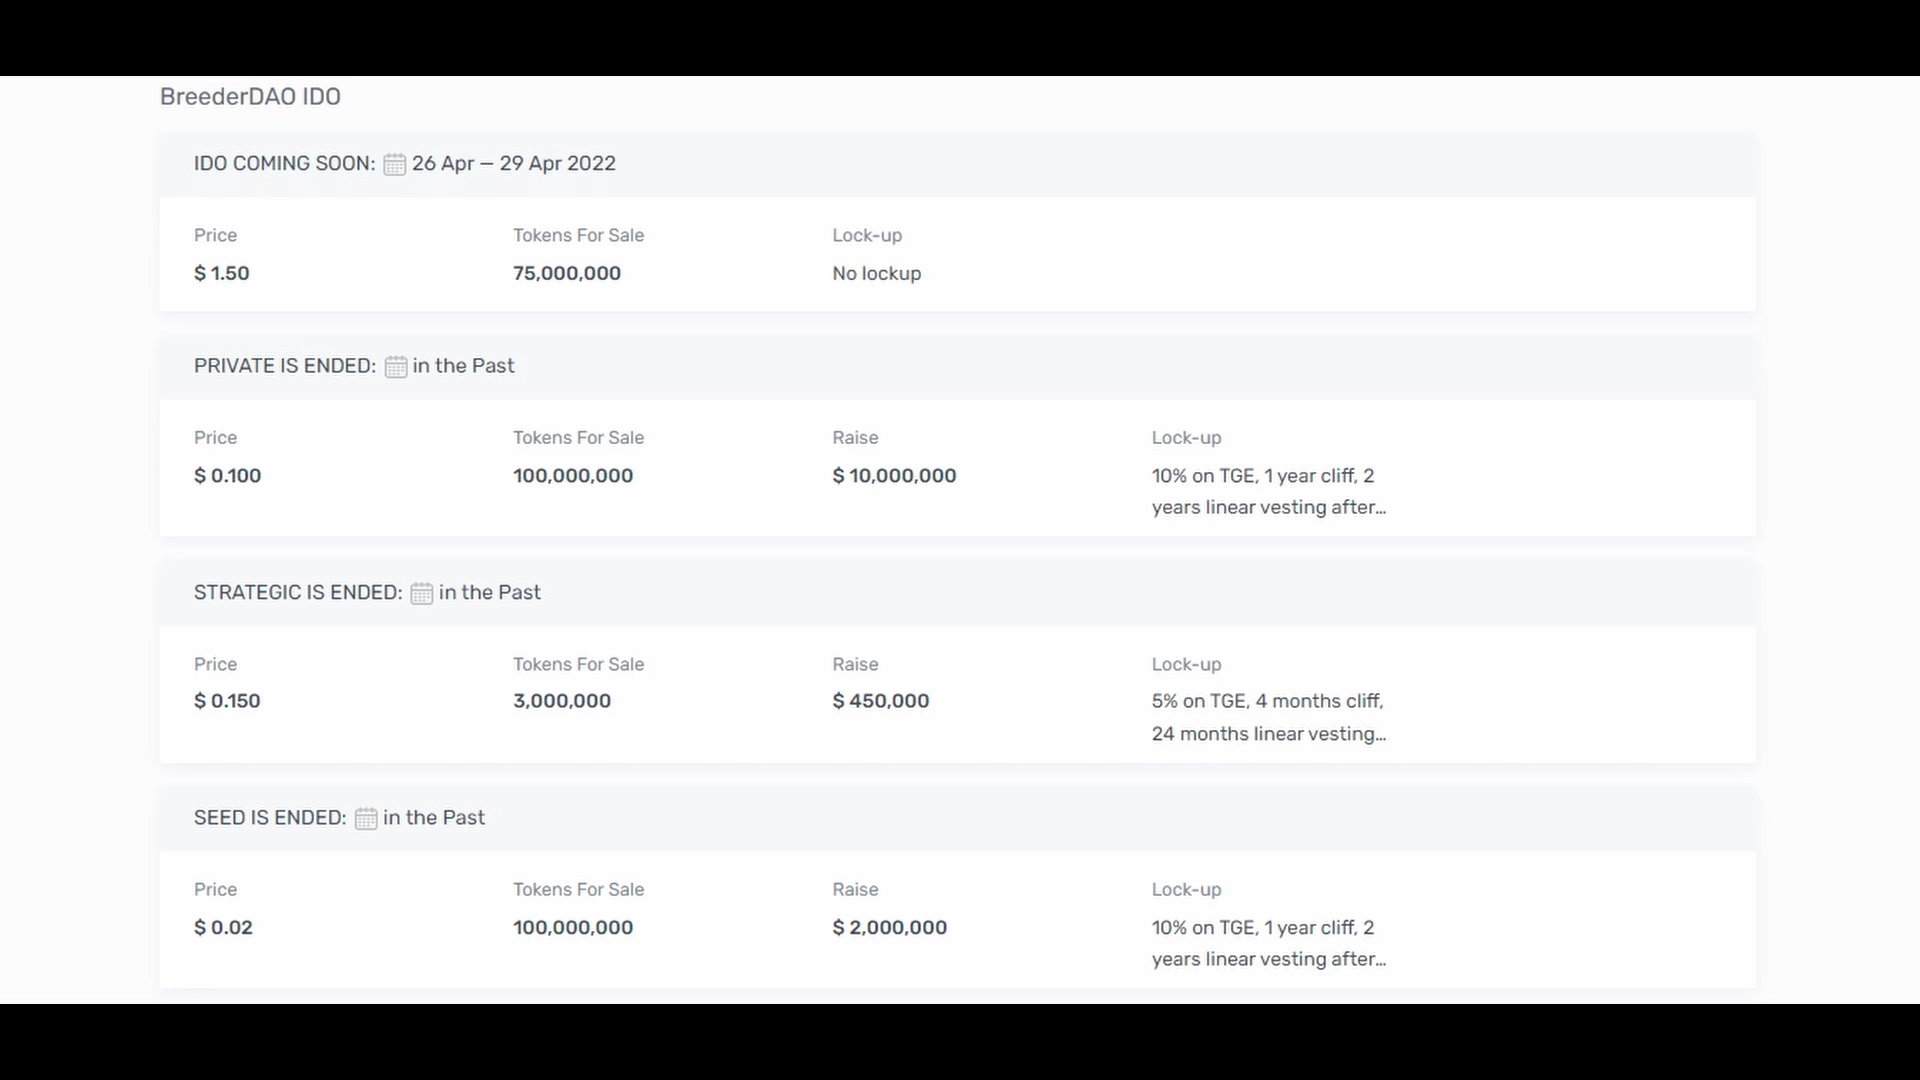 BreederDAO IDO
IDO COMING SOON: 26 Apr — 29 Apr 2022
Price
Tokens For Sale
Lock-up
$ 1.50
75,000,000
No lockup
PRIVATE IS ENDED: in the Past
Price
Tokens For Sale
Raise
Lock-up
$ 0.100
100,000,000
$ 10,000,000
10% on TGE, 1 year cliff, 2
years linear vesting after...
STRATEGIC IS ENDED: in the Past
Price
Tokens For Sale
Raise
Lock-up
$ 0.150
3,000,000
$ 450,000
5% on TGE, 4 months cliff,
24 months linear vesting...
SEED IS ENDED: in the Past
Price
Tokens For Sale
Raise
Lock-up
$ 0.02
100,000,000
$ 2,000,000
10% on TGE, 1 year cliff, 2
years linear vesting after...